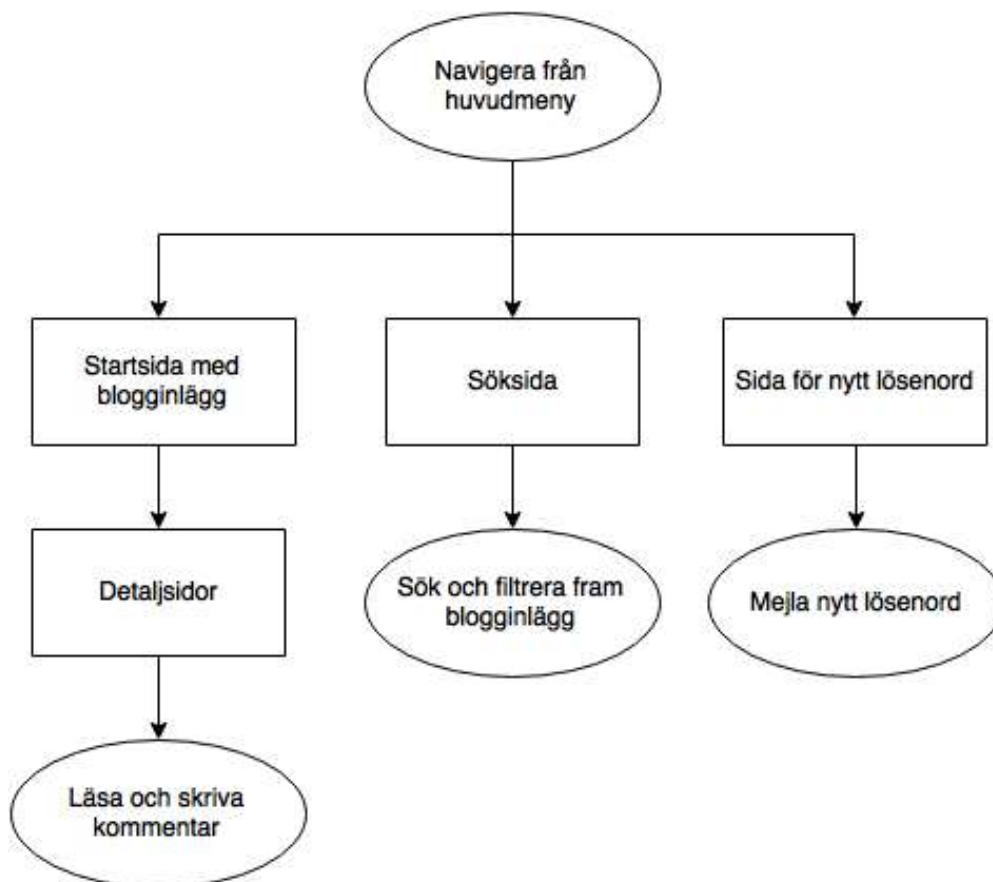 Navigera från
huvudmeny
Startsida med
blogginlägg
Söksida
Sida för nytt lösenord
Detaljsidor
Sök och filtrera fram
blogginlägg
Mejla nytt lösenord
Läsa och skriva
kommentar